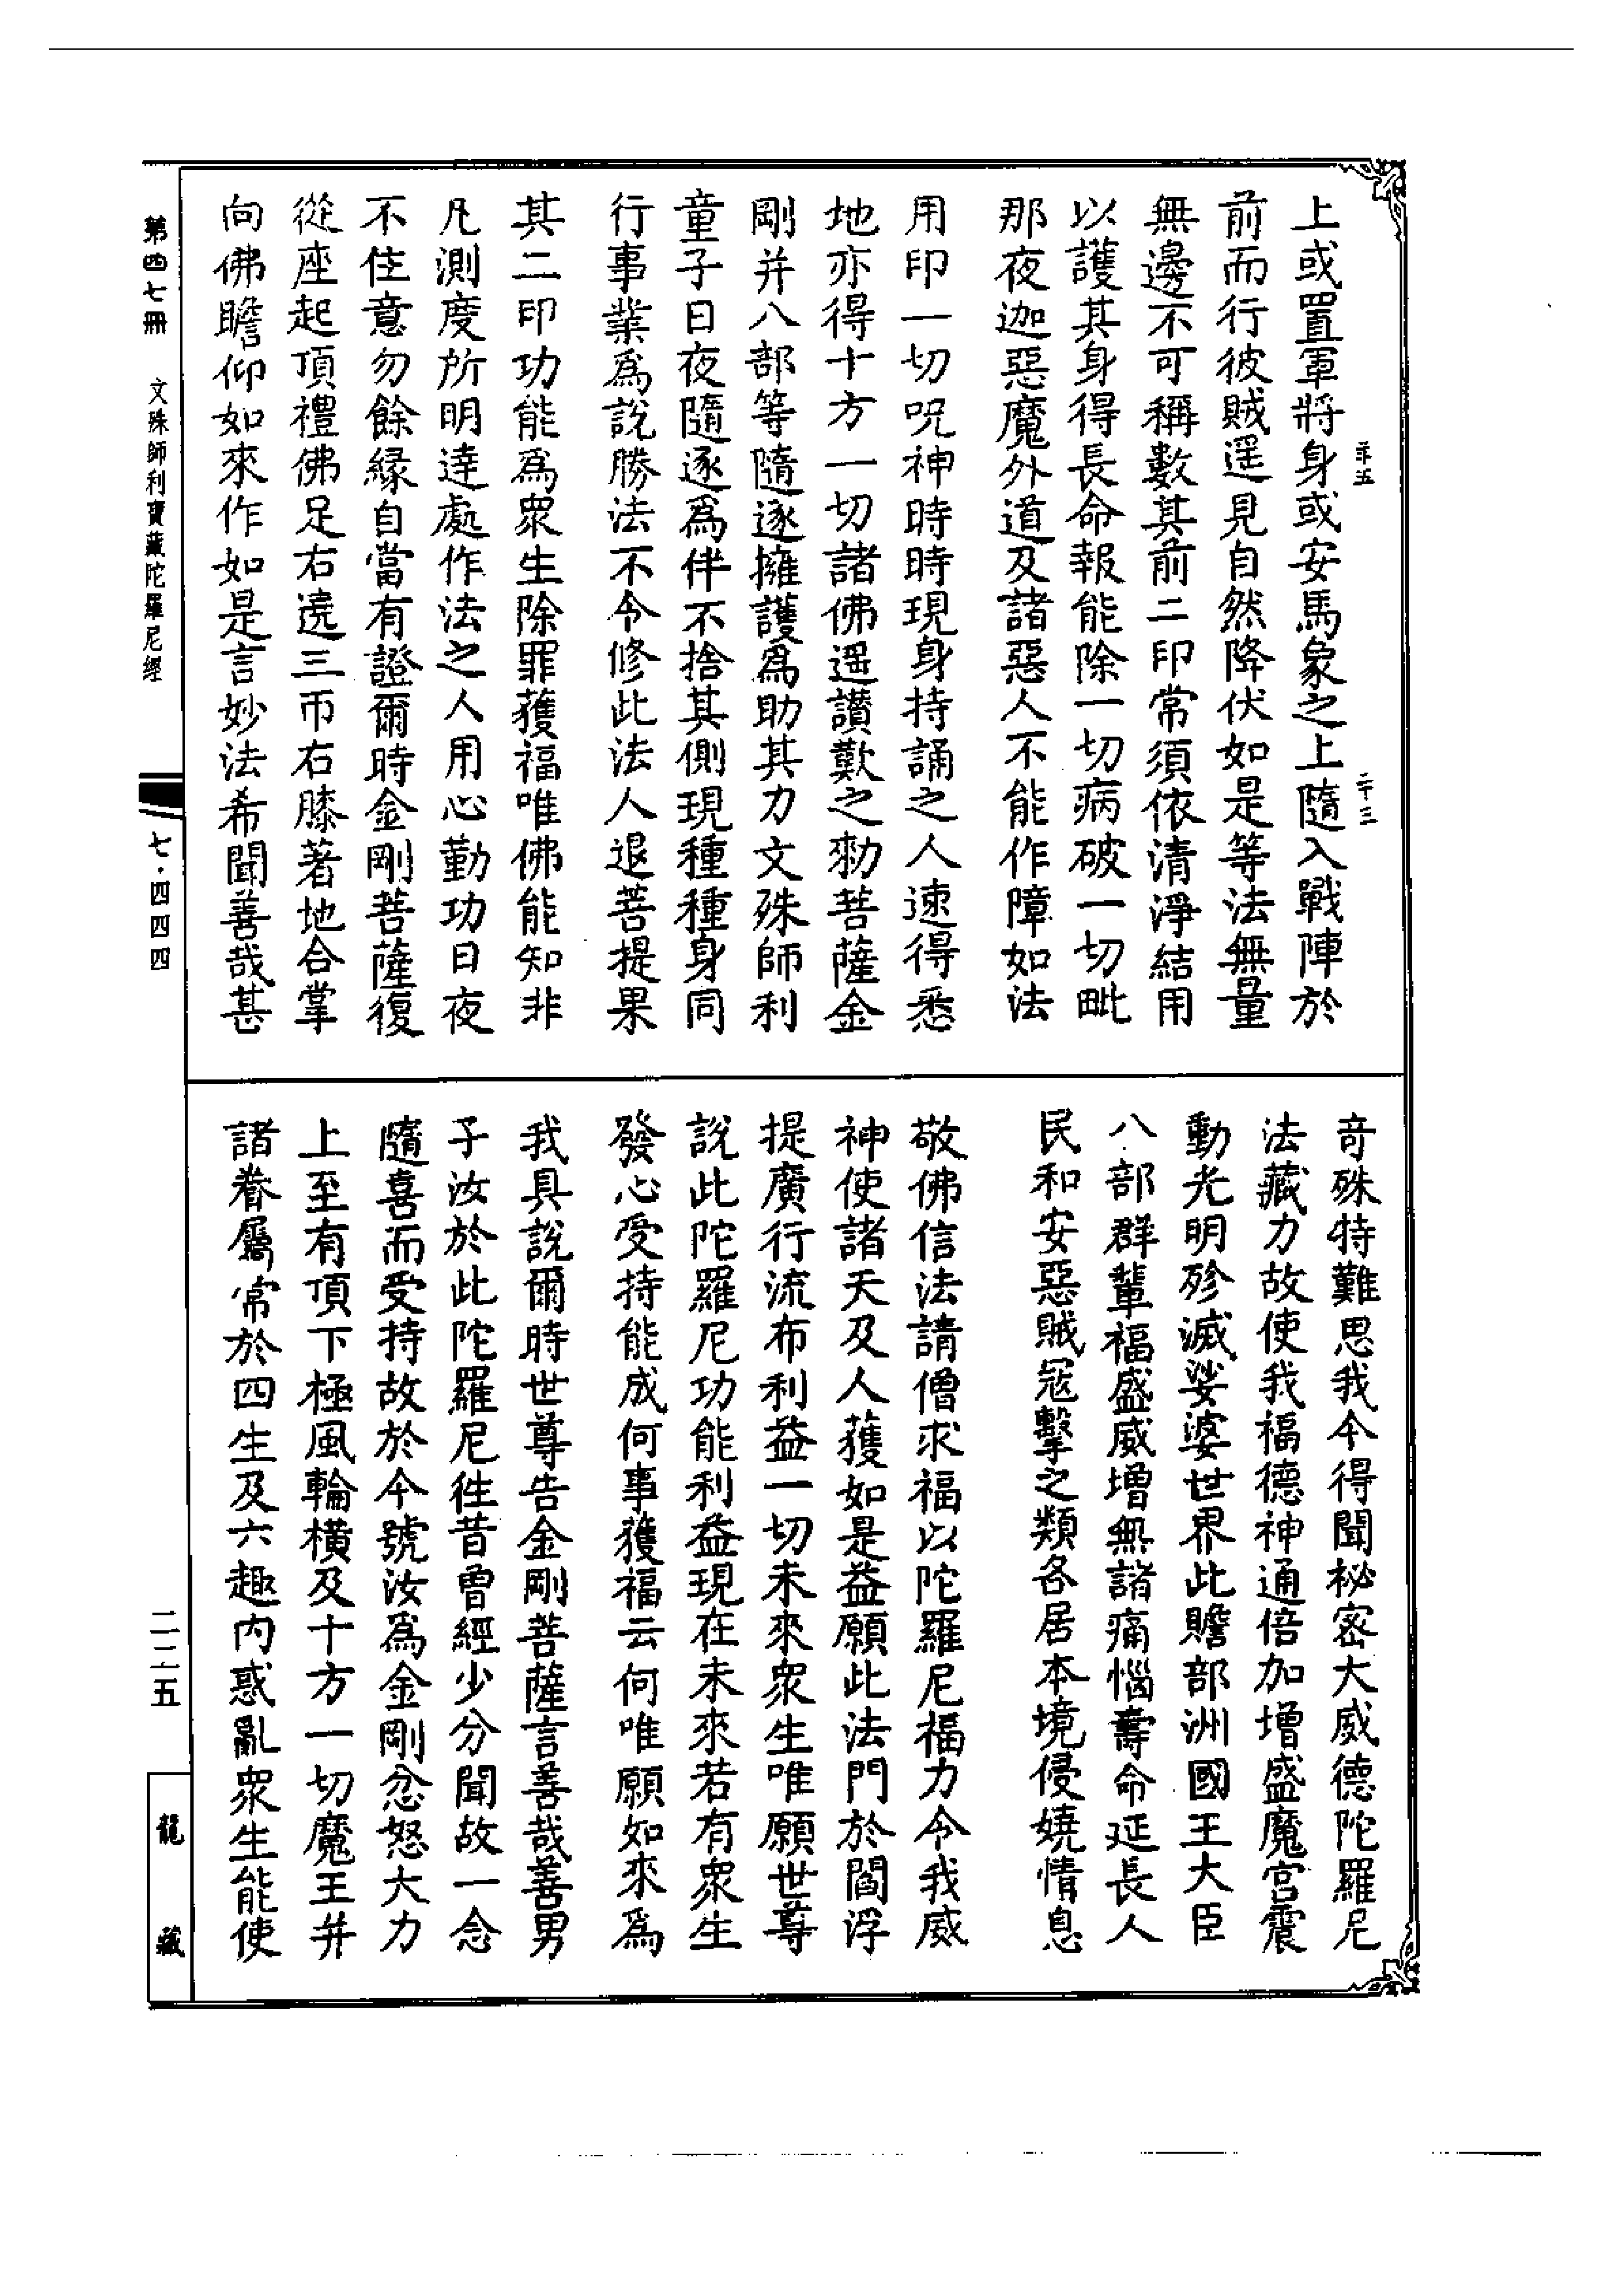 上或置軍將身或安馬象之上隨入戰陣於
前而行彼賊遥見自然降伏如是等法無量
無邊不可稱數其前二印常須依清淨結用
以護其身得長命報能除一切病破一切毗
那夜迦惡魔外道及諸惡人不能作障如法
用印一切呪神時時現身持誦之人速得悉
地亦得十方一切諸佛遥讃歎之勑菩薩金
剛并八部等隨逐擁護爲助其力文殊師利
童子日夜隨逐爲伴不捨其側現種種身同
行事業爲說勝法不令修此法人退菩提果
其二印功能爲衆生除罪獲福唯佛能知非
凡測度所明達處作法之人用心勤功日夜
不住意勿餘緣自當有證爾時金剛菩薩復
從座起頂禮佛足右遶三帀右膝著地合掌
向佛瞻仰如來作如是言妙法希聞善哉甚
奇殊特難思我今得聞秘密大威德陀羅尼
法藏力故使我福德神通倍加增盛魔宮震
動光明殄滅娑婆世界此贍部洲國王大臣
八部群輩福盛威增無諸痛惱壽命延長人
民和安惡賊冦擊之類各居本境侵嬈情息
敬佛信法請僧求福以陀羅尼福力令我威
神使諸天及人獲如是益願此法門於閻浮
提廣行流布利益一切未來衆生唯願世尊
說此陀羅尼功能利益現在未來若有衆生
發心受持能成何事獲福云何唯願如來爲
我具說爾時世尊告金剛菩薩言善哉善男
子汝於此陀羅尼徃昔曾經少分聞故一念
隨喜而受持故於今號汝爲金剛忿怒大力
上至有頂下極風輪橫及十方一切魔王并
諸眷屬常於四生及六趣内惑亂衆生能使
第四七冊 文殊師利寶藏陀羅尼經
七·四四四
二二五
龍藏